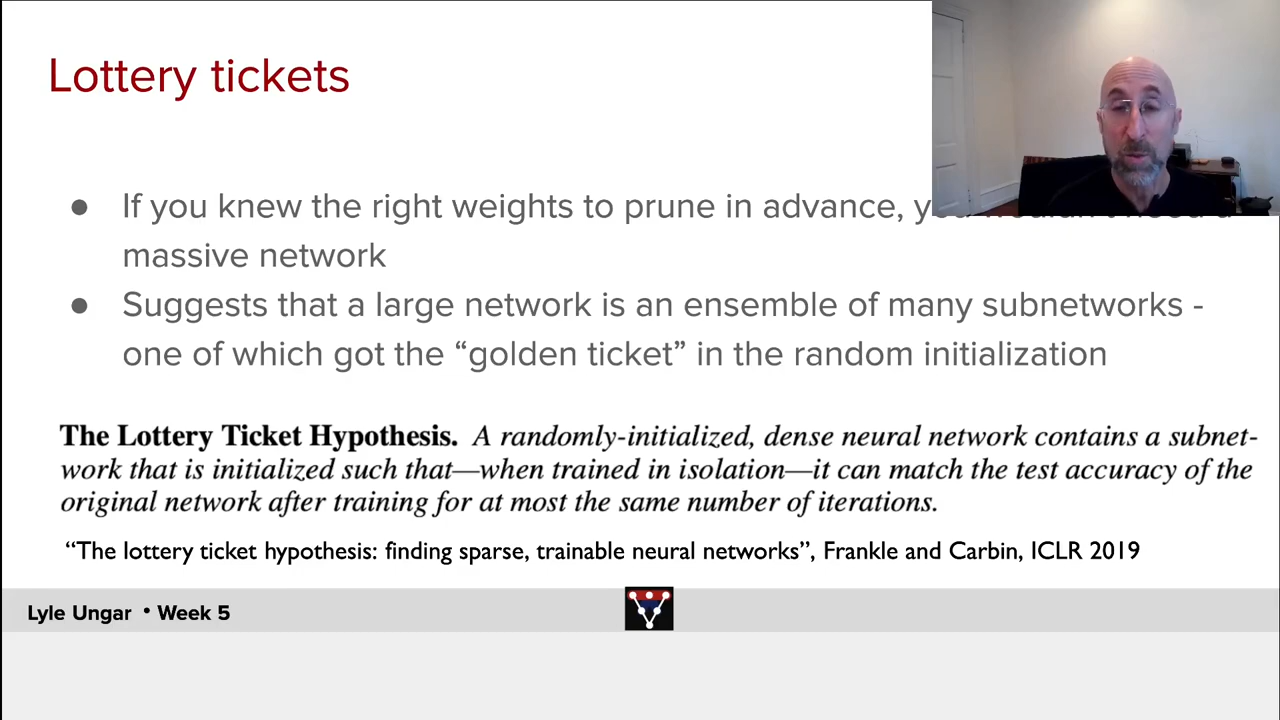 Lottery tickets
● If you knew the right weights to prune in advance,
massive network
● Suggests that a large network is an ensemble of many subnetworks -
one of which got the “golden ticket” in the random initialization
The Lottery Ticket Hypothesis. A randomly-initialized, dense neural network contains a subnet-
work that is initialized such that—when trained in isolation—it can match the test accuracy of the
original network after training for at most the same number of iterations.
“The lottery ticket hypothesis: finding sparse, trainable neural networks”, Frankle and Carbin, ICLR 2019
Lyle Ungar • Week 5